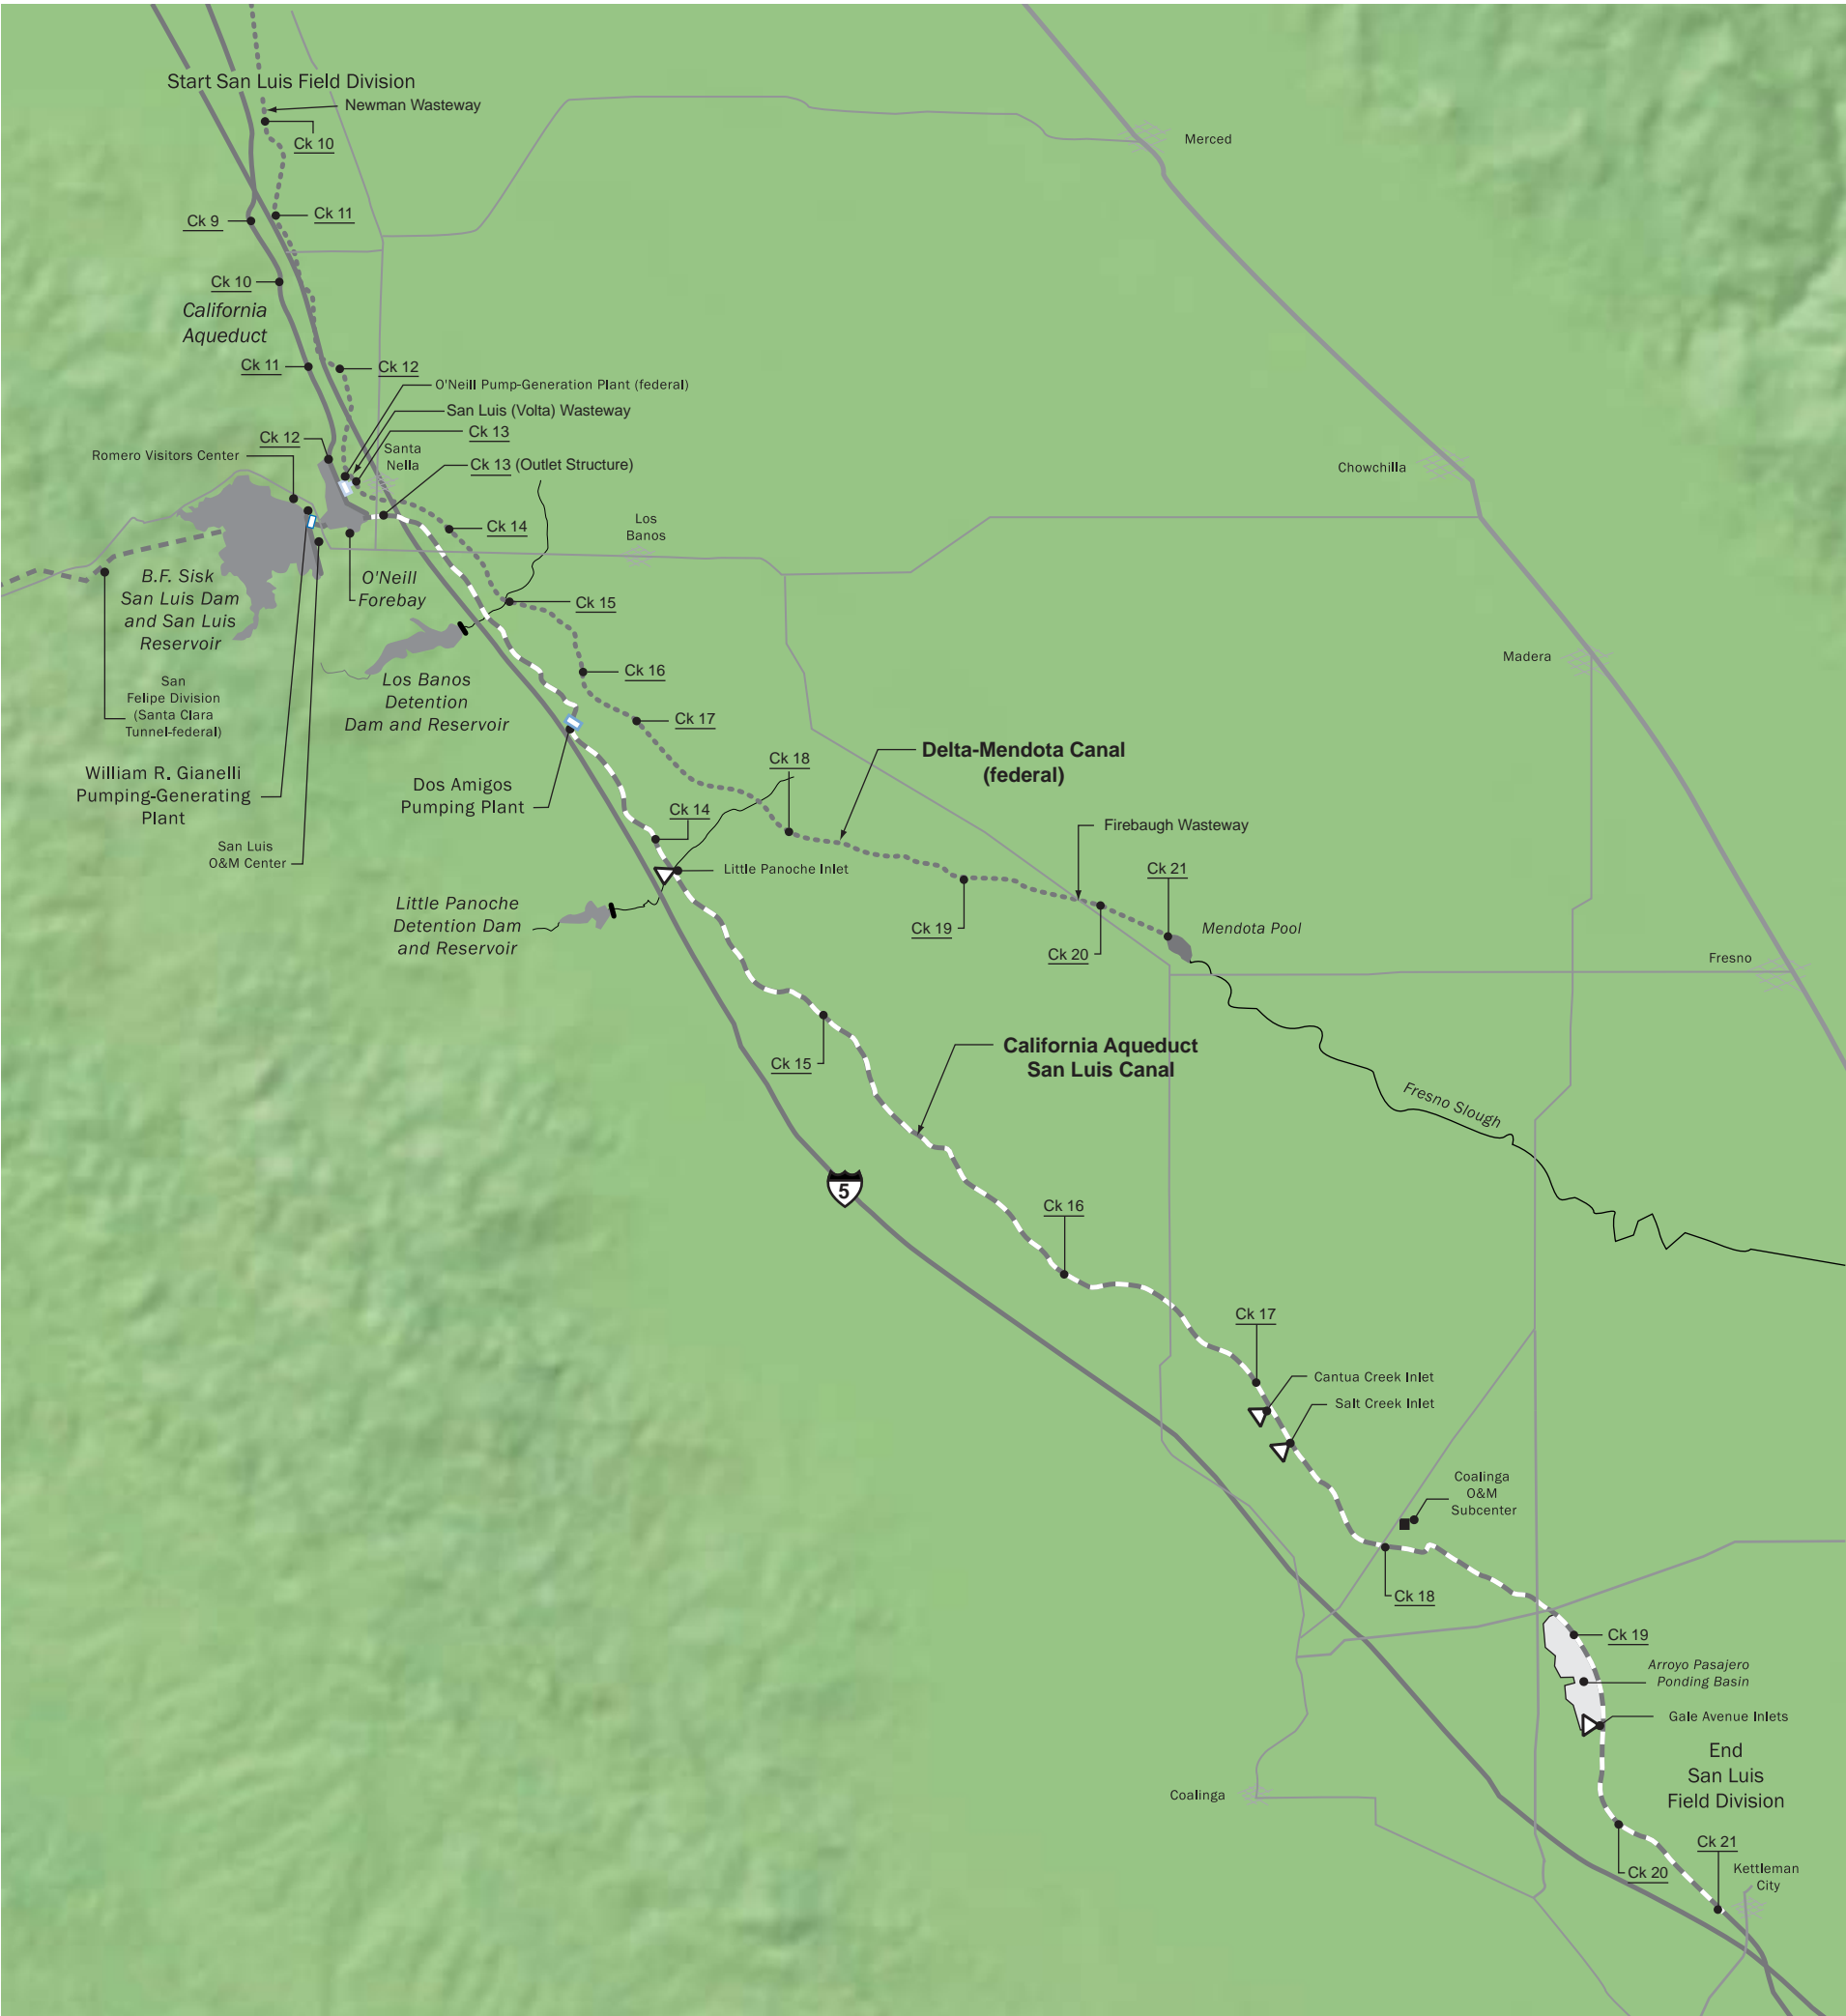 Start San Luis Field Division
Newman Wasteway
Ck 10
Merced
Ck 11
Ck 9
Ck 10
California
Aqueduct
Ck 11
Ck 12
O'Neill Pump-Generation Plant (federal)
San Luis (Volta) Wasteway
Ck 13
Ck 12
Santa
Nella
Romero Visitors Center
Ck 13 (Outlet Structure)
Chowchilla
Ck 14
Los
Banos
B.F. Sisk
San Luis Dam
and San Luis
Reservoir
O'Neill
Forebay
Ck 15
Madera
Ck 16
San
Felipe Division
(Santa Clara
Tunnel-federal)
Los Banos
Detention
Dam and Reservoir
Ck 17
Delta-Mendota Canal
(federal)
Ck 18
William R. Gianelli
Pumping-Generating
Plant
Dos Amigos
Pumping Plant
Ck 14
Firebaugh Wasteway
San Luis
O&M Center
Little Panoche Inlet
Ck 21
Little Panoche
Detention Dam
and Reservoir
Ck 19
Mendota Pool
Ck 20
Fresno
Ck 15
California Aqueduct
San Luis Canal
Fresno Slough
5
Ck 16
Ck 17
Cantua Creek Inlet
Salt Creek Inlet
Coalinga
O&M
Subcenter
Ck 18
Ck 19
Arroyo Pasajero
Ponding Basin
Gale Avenue Inlets
End
San Luis
Field Division
Coalinga
Ck 21
Ck 20
Kettleman
City